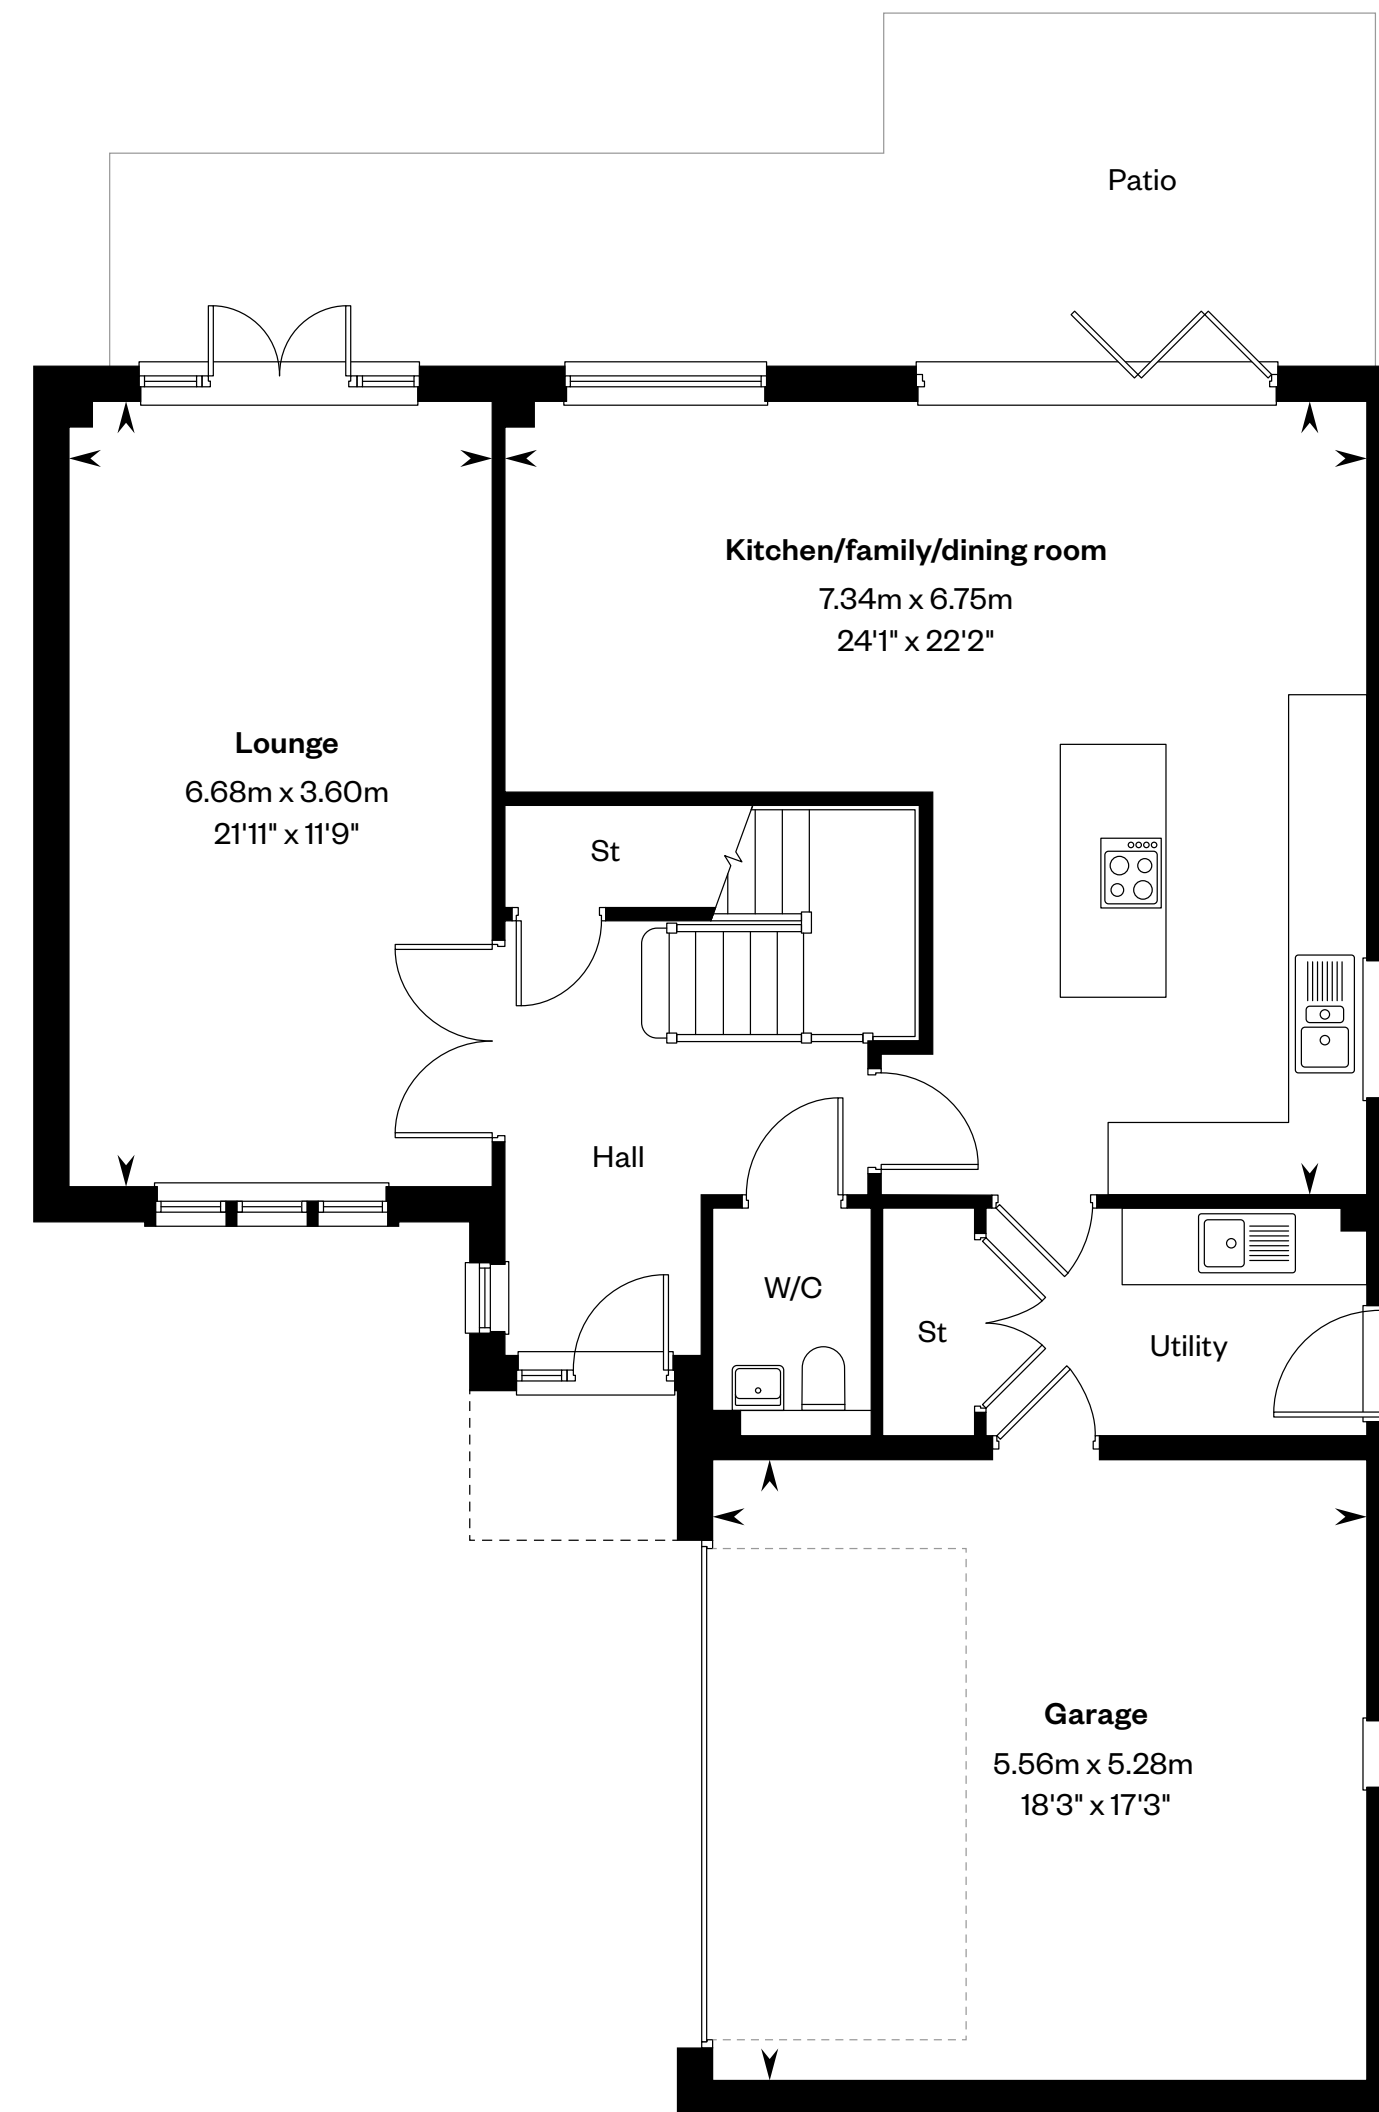 Patio
Kitchen/family/dining room
7.34m x 6.75m
24'1" x 22'2"
Lounge
6.68m x 3.60m
21'11" x 11'9"
St
Hall
W/C
St
Utility
Garage
5.56m x 5.28m
18'3" x 17'3"